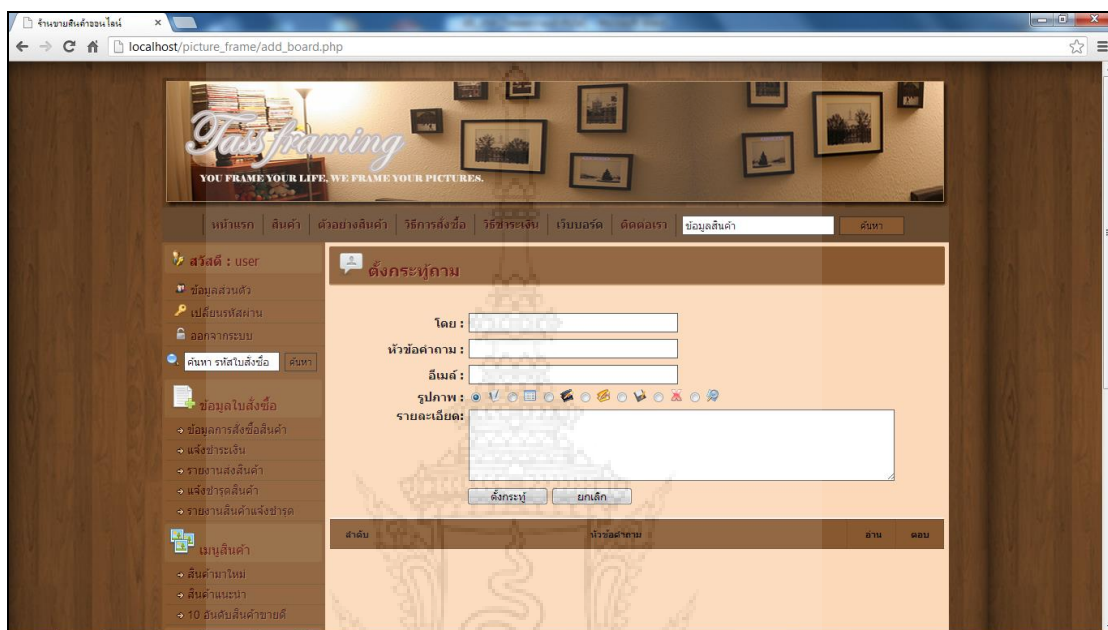 ร้านขายสินค้าออนไลน์
localhost/picture_frame/add_board.php
Tass framing
YOU FRAME YOUR LIFE, WE FRAME YOUR PICTURES.
หน้าแรก สินค้า ตัวอย่างสินค้า วิธีการสั่งซื้อ วิธีชำระเงิน เว็บบอร์ด ติดต่อเรา ข้อมูลสินค้า ค้นหา
สวัสดี : user
ข้อมูลส่วนตัว
เปลี่ยนรหัสผ่าน
ออกจากระบบ
ค้นหา รหัสใบสั่งซื้อ ค้นหา
ข้อมูลใบสั่งซื้อ
ข้อมูลการสั่งซื้อสินค้า
แจ้งชำระเงิน
รายงานส่งสินค้า
แจ้งชำรุดสินค้า
รายงานสินค้าแจ้งชำรุด
เมนูสินค้า
สินค้ามาใหม่
สินค้าแนะนำ
10 อันดับสินค้าขายดี
ตั้งกระทู้ถาม
โดย :
หัวข้อคำถาม :
อีเมล์ :
รูปภาพ :
รายละเอียด:
ตั้งกระทู้ ยกเลิก
ลำดับ หัวข้อคำถาม อ่าน ตอบ